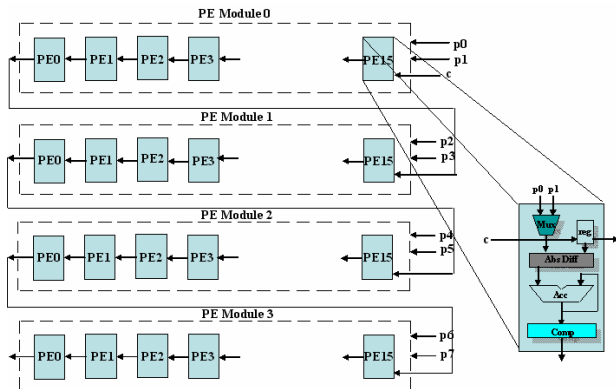 PE Module 0
PE0 PE1 PE2 PE3 PE15
p0
p1
c
PE Module 1
PE0 PE1 PE2 PE3 PE15
p2
p3
PE Module 2
PE0 PE1 PE2 PE3 PE15
p4
p5
PE Module 3
PE0 PE1 PE2 PE3 PE15
p6
p7
p0 p1
Mux
reg
c
Abs Diff
Acc
Comp